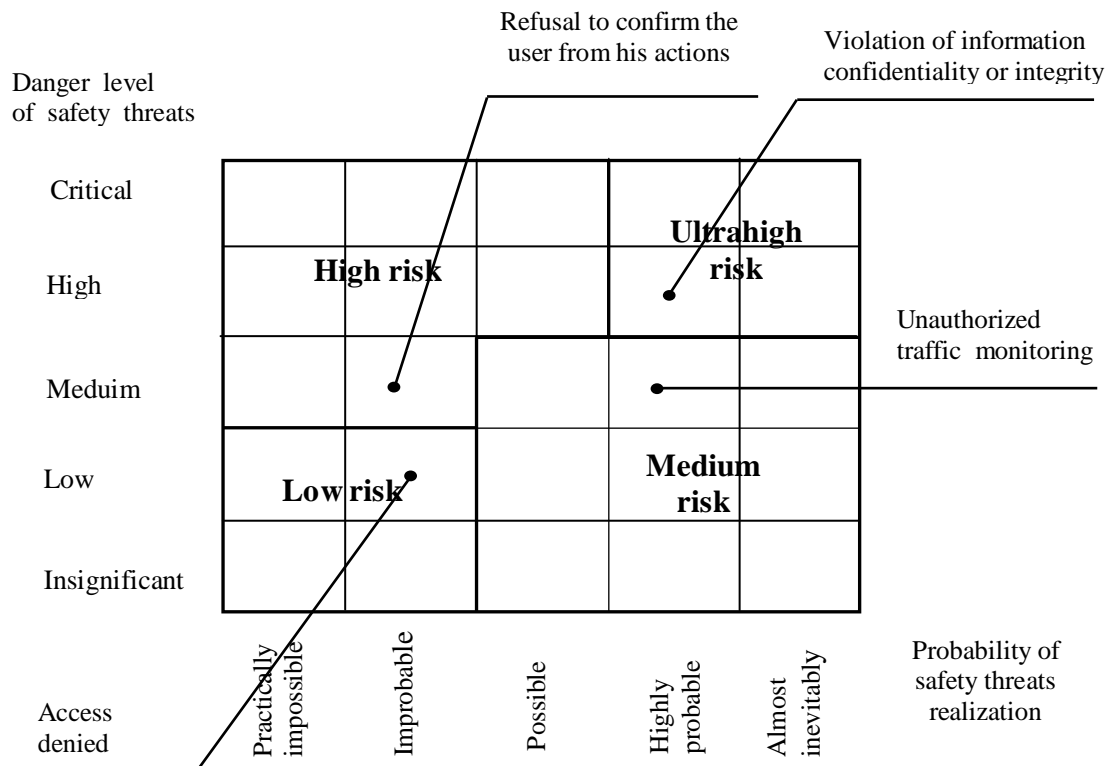 Refusal to confirm the
user from his actions
Violation of information
confidentiality or integrity
Danger level
of safety threats
Critical
Ultrahigh
risk
High risk
High
Unauthorized
traffic monitoring
Meduim
Low
Low risk
Medium
risk
Insignificant
Practically
impossible
Improbable
Possible
Highly
probable
Almost
inevitably
Probability of
safety threats
realization
Access
denied